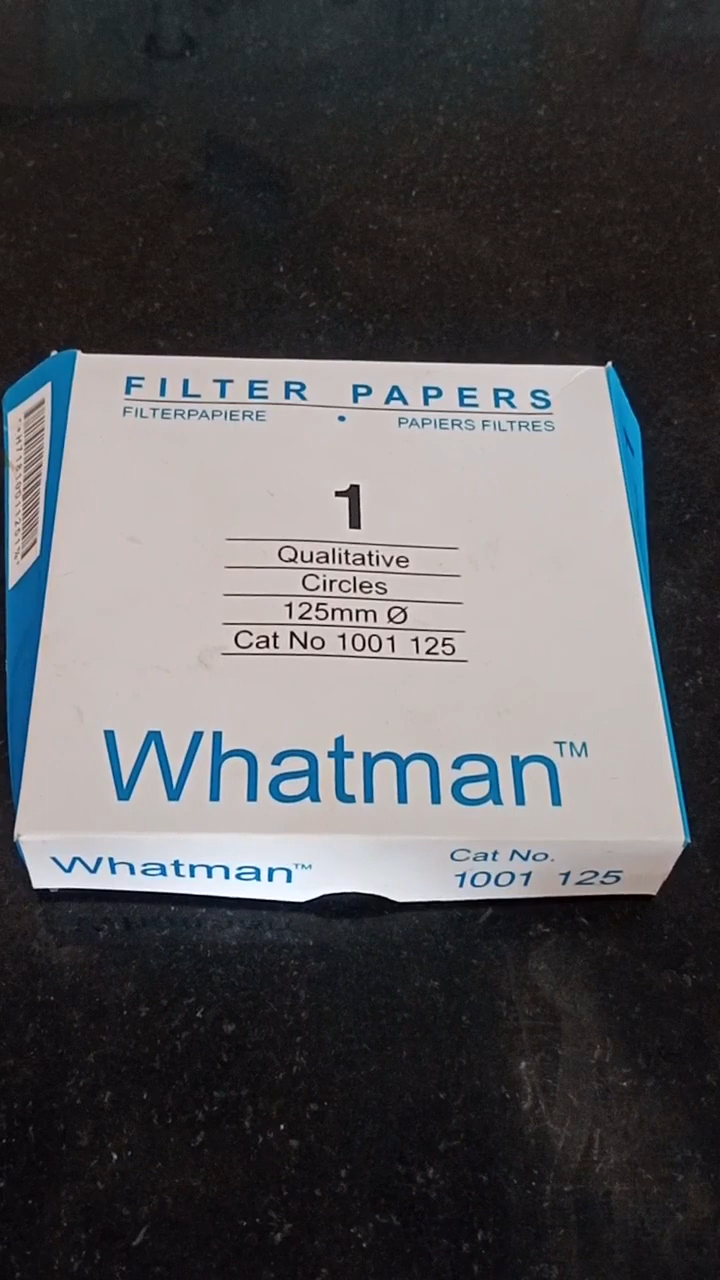 FILTER PAPERS
FILTERPAPIERE • PAPIERS FILTRES
1
Qualitative
Circles
125mm Ø
Cat No 1001 125
Whatman™
Whatman™
Cat No.
1001 125